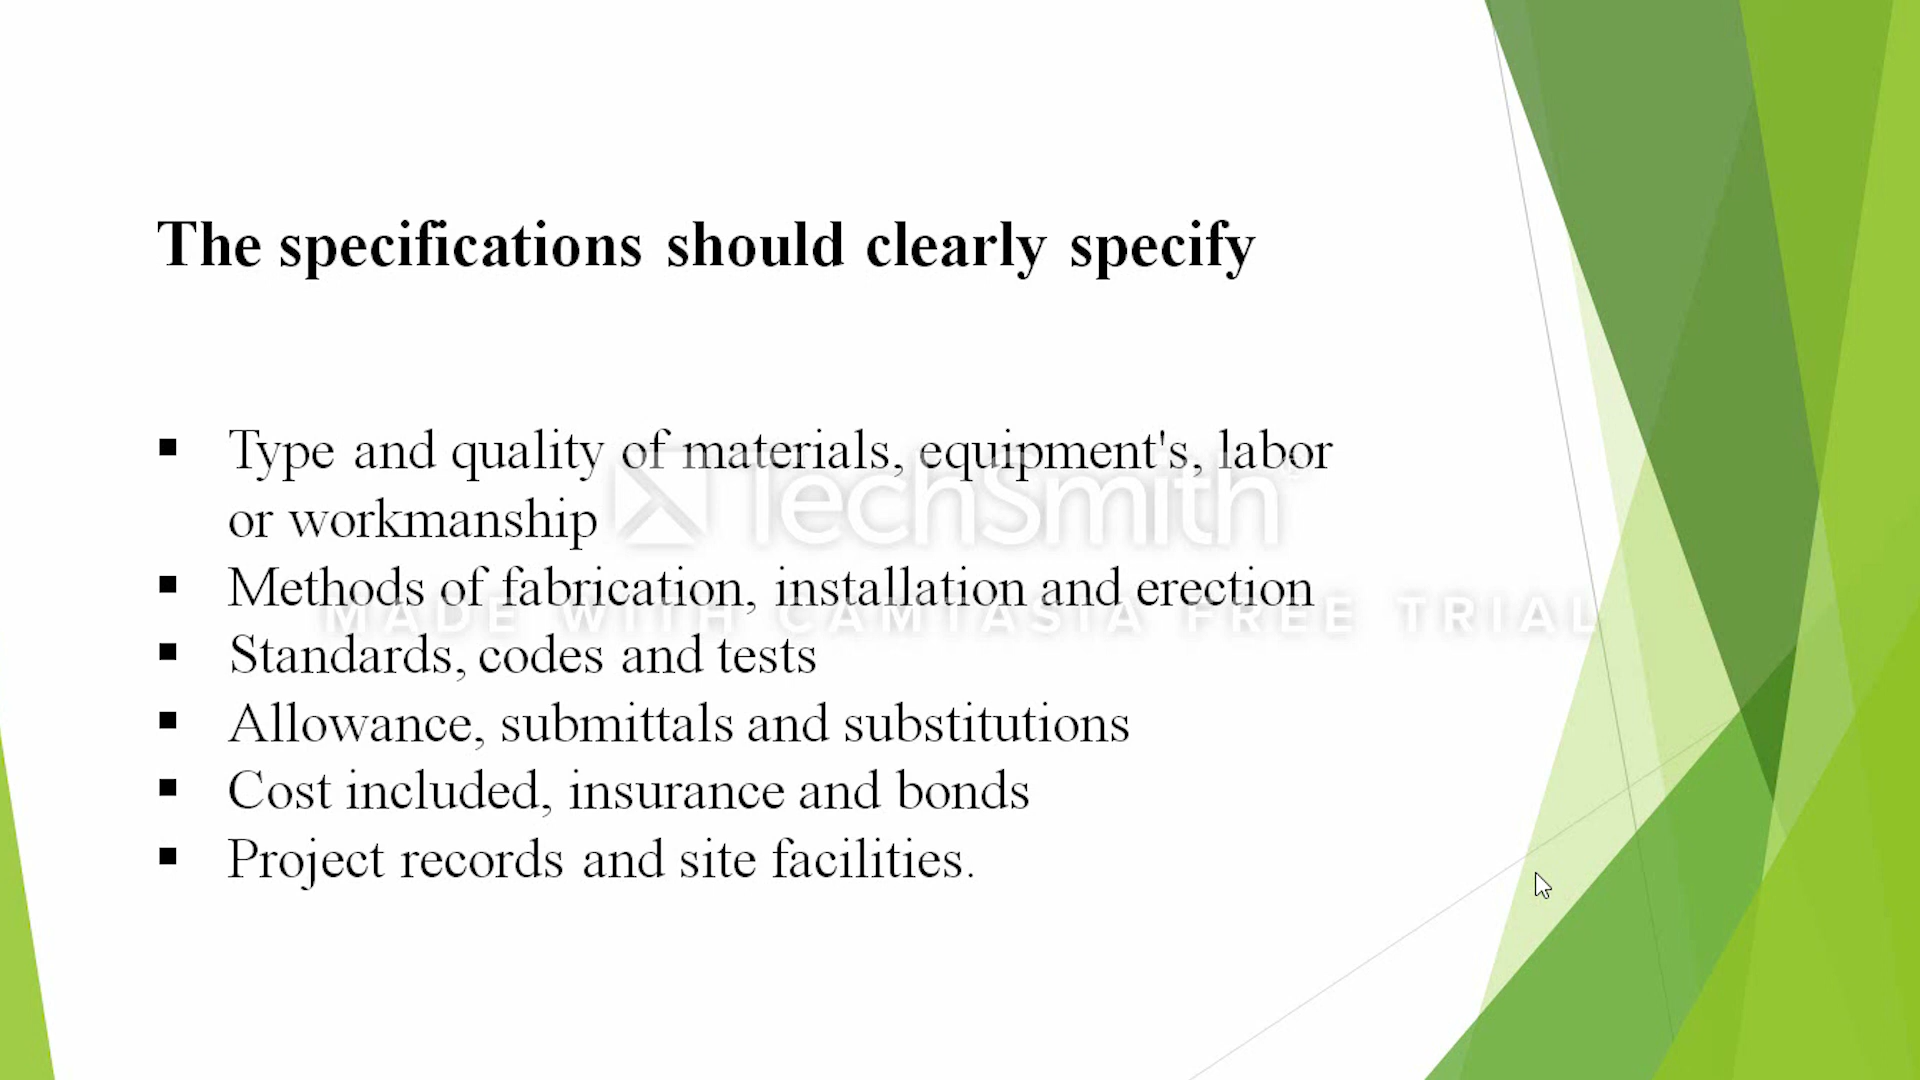 The specifications should clearly specify
▪ Type and quality of materials, equipment's, labor
or workmanship
▪ Methods of fabrication, installation and erection
▪ Standards, codes and tests
▪ Allowance, submittals and substitutions
▪ Cost included, insurance and bonds
▪ Project records and site facilities.
TechSmith
MADE WITH CAMTASIA FREE TRIAL